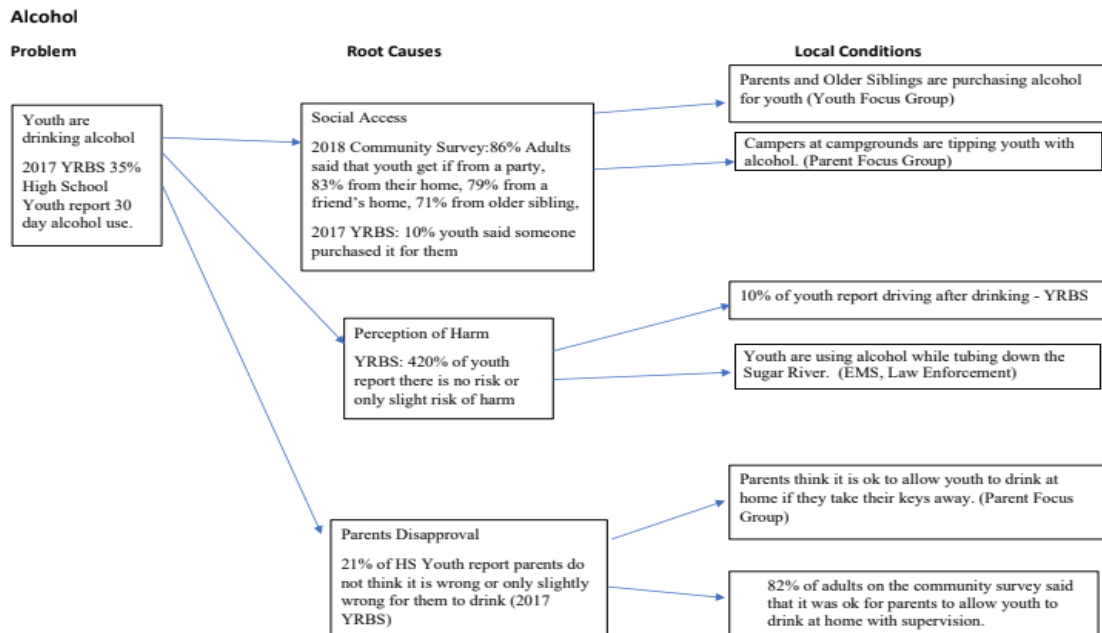 Alcohol
Problem
Root Causes
Local Conditions
Youth are
drinking alcohol
2017 YRBS 35%
High School
Youth report 30
day alcohol use.
Social Access
2018 Community Survey:86% Adults
said that youth get if from a party,
83% from their home, 79% from a
friend's home, 71% from older sibling,
2017 YRBS: 10% youth said someone
purchased it for them
Parents and Older Siblings are purchasing alcohol
for youth (Youth Focus Group)
Campers at campgrounds are tipping youth with
alcohol. (Parent Focus Group)
Perception of Harm
YRBS: 420% of youth
report there is no risk or
only slight risk of harm
10% of youth report driving after drinking - YRBS
Youth are using alcohol while tubing down the
Sugar River. (EMS, Law Enforcement)
Parents Disapproval
21% of HS Youth report parents do
not think it is wrong or only slightly
wrong for them to drink (2017
YRBS)
Parents think it is ok to allow youth to drink at
home if they take their keys away. (Parent Focus
Group)
82% of adults on the community survey said
that it was ok for parents to allow youth to
drink at home with supervision.